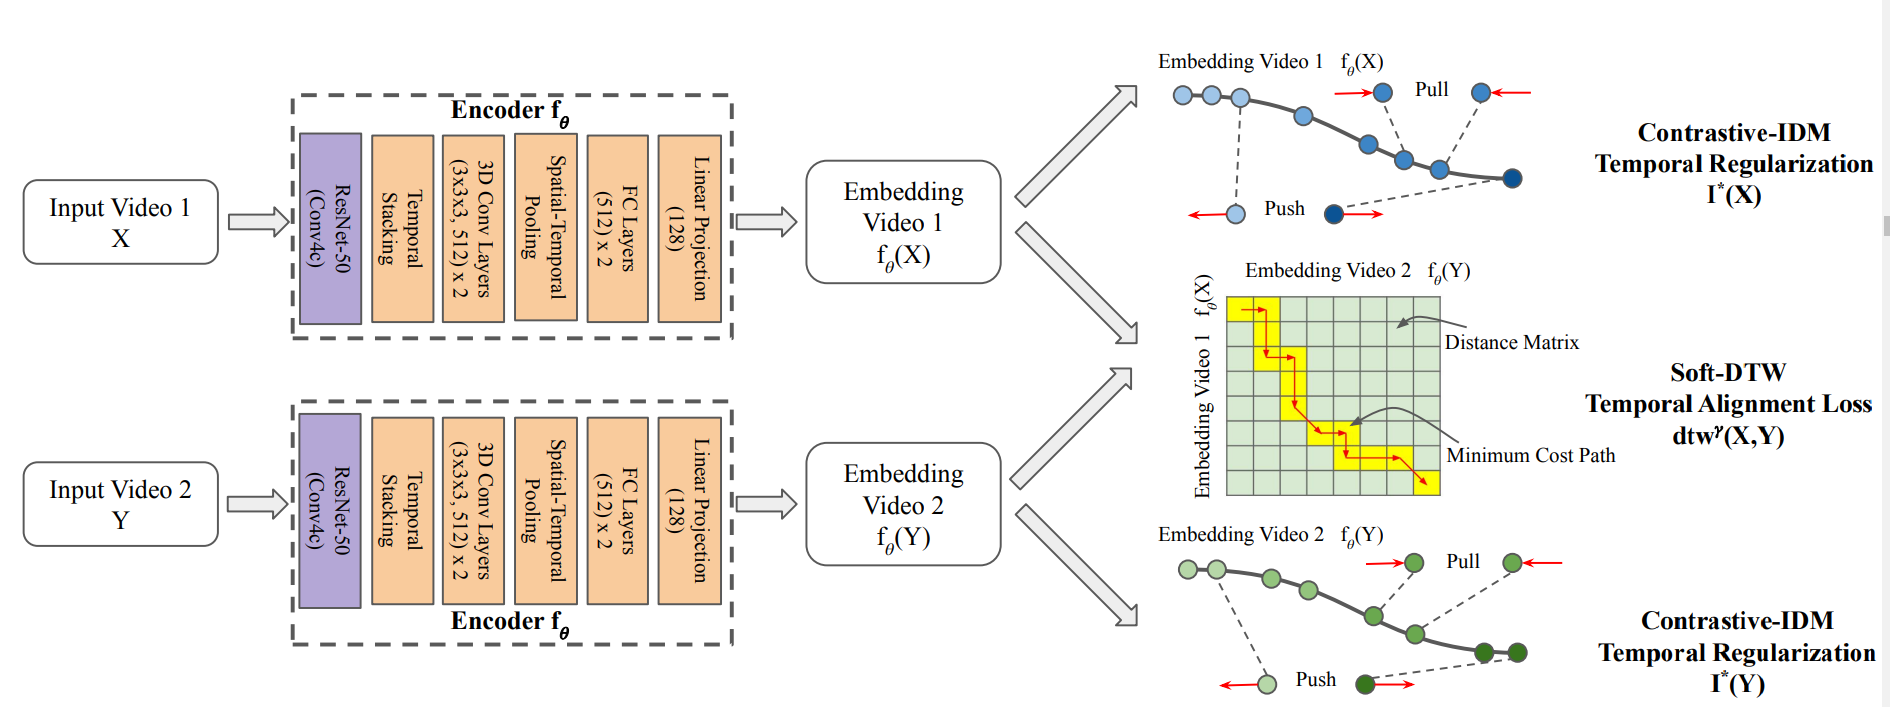 Input Video 1
X
Encoder fθ
ResNet-50
(Conv4c)
Temporal
Stacking
3D Conv Layers
(3x3x3, 512) x 2
Spatial-Temporal
Pooling
FC Layers
(512) x 2
Linear Projection
(128)
Embedding
Video 1
fθ(X)
Embedding Video 1 fθ(X)
Pull
Push
Contrastive-IDM
Temporal Regularization
I*(X)
Embedding Video 2 fθ(Y)
Embedding Video 1 fθ(X)
Distance Matrix
Minimum Cost Path
Soft-DTW
Temporal Alignment Loss
dtwᵞ(X,Y)
Input Video 2
Y
ResNet-50
(Conv4c)
Temporal
Stacking
3D Conv Layers
(3x3x3, 512) x 2
Spatial-Temporal
Pooling
FC Layers
(512) x 2
Linear Projection
(128)
Encoder fθ
Embedding
Video 2
fθ(Y)
Embedding Video 2 fθ(Y)
Pull
Push
Contrastive-IDM
Temporal Regularization
I*(Y)